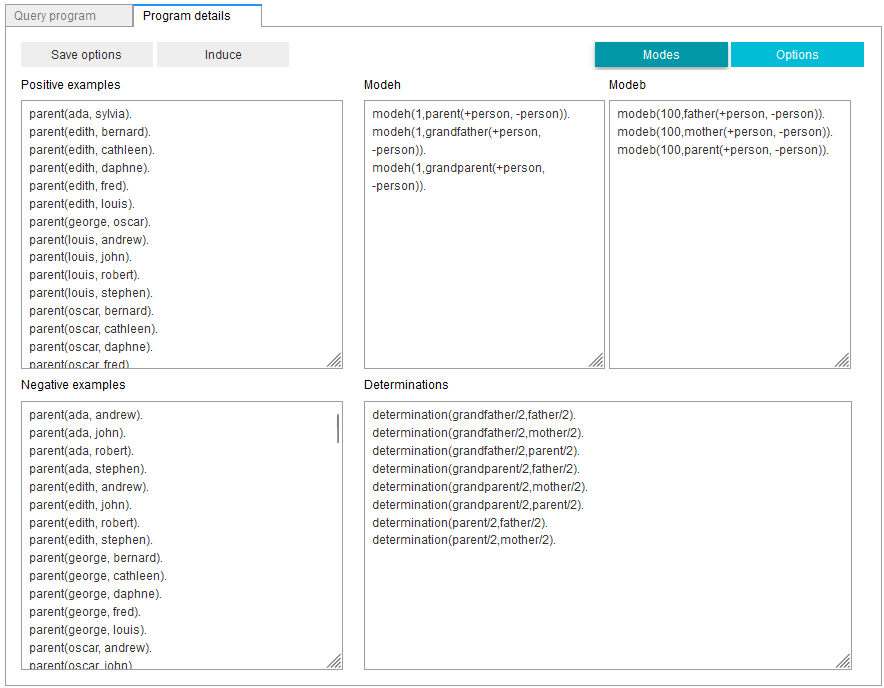 Query program
Program details
Save options
Induce
Modes
Options
Positive examples
parent(ada, sylvia).
parent(edith, bernard).
parent(edith, cathleen).
parent(edith, daphne).
parent(edith, fred).
parent(edith, louis).
parent(george, oscar).
parent(louis, andrew).
parent(louis, john).
parent(louis, robert).
parent(louis, stephen).
parent(oscar, bernard).
parent(oscar, cathleen).
parent(oscar, daphne).
parent(oscar, fred)
Modeh
modeh(1,parent(+person, -person)).
modeh(1,grandfather(+person,
-person)).
modeh(1,grandparent(+person,
-person)).
Modeb
modeb(100,father(+person, -person)).
modeb(100,mother(+person, -person)).
modeb(100,parent(+person, -person)).
Negative examples
parent(ada, andrew).
parent(ada, john).
parent(ada, robert).
parent(ada, stephen).
parent(edith, andrew).
parent(edith, john).
parent(edith, robert).
parent(edith, stephen).
parent(george, bernard).
parent(george, cathleen).
parent(george, daphne).
parent(george, fred).
parent(george, louis).
parent(oscar, andrew).
parent(oscar, john)
Determinations
determination(grandfather/2,father/2).
determination(grandfather/2,mother/2).
determination(grandfather/2,parent/2).
determination(grandparent/2,father/2).
determination(grandparent/2,mother/2).
determination(grandparent/2,parent/2).
determination(parent/2,father/2).
determination(parent/2,mother/2).